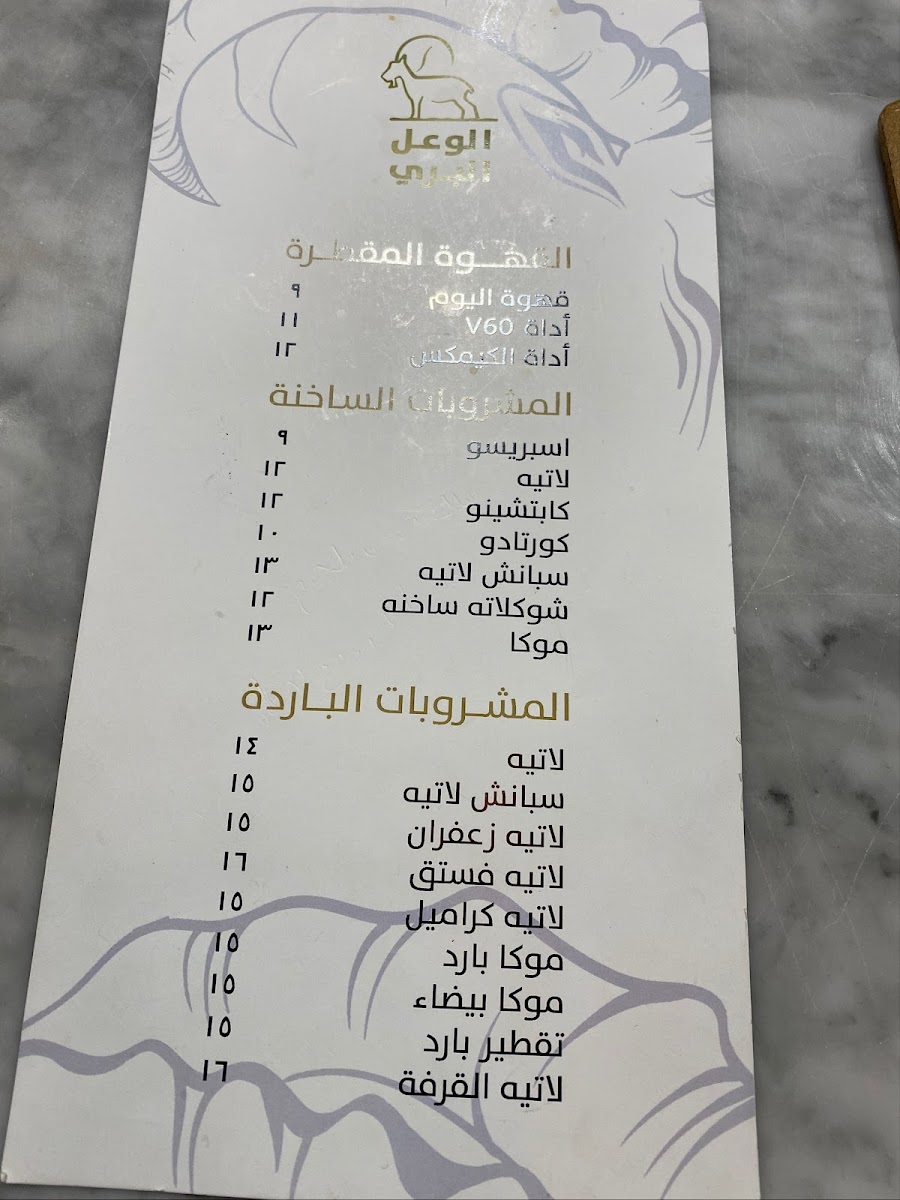 الوعل
البري
القهوة المقطرة
قهوة اليوم ٩
أداة V60 ١١
أداة الكيمكس ١٢
المشروبات الساخنة
اسبريسو ٩
لاتيه ١٢
كابتشينو ١٢
كورتادو ١٠
سبانش لاتيه ١٣
شوكلاته ساخنه ١٢
موكا ١٣
المشروبات الباردة
لاتيه ١٤
سبانش لاتيه ١٥
لاتيه زعفران ١٥
لاتيه فستق ١٦
لاتيه كراميل ١٥
موكا بارد ١٥
موكا بيضاء ١٥
تقطير بارد ١٥
لاتيه القرفة ١٦